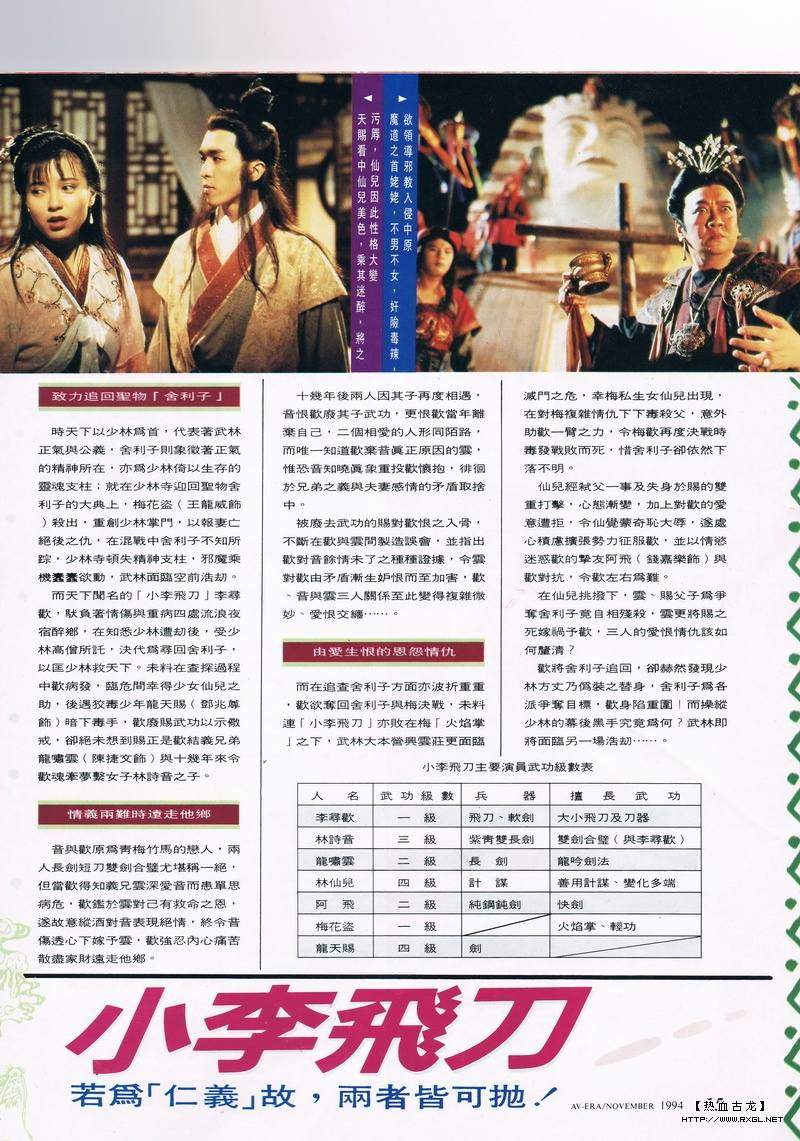 欲領導邪教入侵中原
魔道之首姥姥，不男不女，奸險毒辣，
污辱，仙兒因此性格大變
天賜看中仙兒美色，乘其迷醉，將之
致力追回聖物「舍利子」
時天下以少林為首，代表著武林
正氣與公義，舍利子則象徵著正氣
的精神所在，亦為少林倚以生存的
靈魂支柱；就在少林寺迎回聖物舍
利子的大典上，梅花盜（王龍威飾
）殺出，重創少林掌門，以報妻亡
絕後之仇，在混戰中舍利子不知所
踪，少林寺頓失精神支柱，邪魔乘
機蠢蠢欲動，武林面臨空前浩劫。
而天下聞名的「小李飛刀」李尋
歡，馱負著情傷與重病四處流浪夜
宿醉鄉，在知悉少林遭劫後，受少
林高僧所託，決代為尋回舍利子，
以匡少林救天下。未料在查探過程
中歡病發，臨危間幸得少女仙兒之
助，後遇狡毒少年龍天賜（鄧兆尊
飾）暗下毒手，歡廢賜武功以示儆
戒，卻絕未想到賜正是歡結義兄弟
龍嘯雲（陳捷文飾）與十幾年來令
歡魂牽夢繫女子林詩音之子。
情義兩難時遠走他鄉
音與歡原為青梅竹馬的戀人，兩
人長劍短刀雙劍合璧尤堪稱一絕，
但當歡得知義兄雲深愛音而患單思
病危，歡鑑於雲對己有救命之恩，
遂故意縱酒對音表現絕情，終令音
傷透心下嫁予雲，歡強忍內心痛苦
散盡家財遠走他鄉。
十幾年後兩人因其子再度相遇，
音恨歡廢其子武功，更恨歡當年離
棄自己，二個相愛的人形同陌路，
而唯一知道歡棄音眞正原因的雲，
惟恐音知曉眞象重投歡懷抱，徘徊
於兄弟之義與夫妻感情的矛盾取捨
中。
被廢去武功的賜對歡恨之入骨，
不斷在歡與雲間製造誤會，並指出
歡對音餘情未了之種種證據，令雲
對歡由矛盾漸生妒恨而至加害，歡
、音與雲三人關係至此變得複雜微
妙、愛恨交纏……。
由愛生恨的恩怨情仇
而在追查舍利子方面亦波折重重
，歡欲奪回舍利子與梅決戰，未料
連「小李飛刀」亦敗在梅「火焰掌
」之下，武林大本營興雲莊更面臨
滅門之危，幸梅私生女仙兒出現，
在對梅複雜情仇下下毒殺父，意外
助歡一臂之力，令梅歡再度決戰時
毒發戰敗而死，惜舍利子卻依然下
落不明。
仙兒經弒父一事及失身於賜的雙
重打擊，心態漸變，加上對歡的愛
意遭拒，令仙覺蒙奇恥大辱，遂處
心積慮擴張勢力征服歡，並以情慾
迷惑歡的摯友阿飛（錢嘉樂飾）與
歡對抗，令歡左右為難。
在仙兒挑撥下，雲、賜父子為爭
奪舍利子竟自相殘殺，雲更將賜之
死嫁禍予歡，三人的愛恨情仇該如
何釐清？
歡將舍利子追回，卻赫然發現少
林方丈乃偽裝之替身，舍利子為各
派爭奪目標，歡身陷重圍！而操縱
少林的幕後黑手究竟為何？武林即
將面臨另一場浩劫……。
小李飛刀主要演員武功級數表
人名 武功級數 兵器 擅長武功
李尋歡 一級 飛刀、軟劍 大小飛刀及刀器
林詩音 三級 紫青雙長劍 雙劍合璧（與李尋歡）
龍嘯雲 二級 長劍 龍吟劍法
林仙兒 四級 計謀 善用計謀、變化多端
阿飛 二級 純鋼鈍劍 快劍
梅花盜 一級 火焰掌、輕功
龍天賜 四級 劍
小李飛刀
若為「仁義」故，兩者皆可拋！
AV-ERA/NOVEMBER 1994
【热血古龙】
HTTP://WWW.RXGL.NET